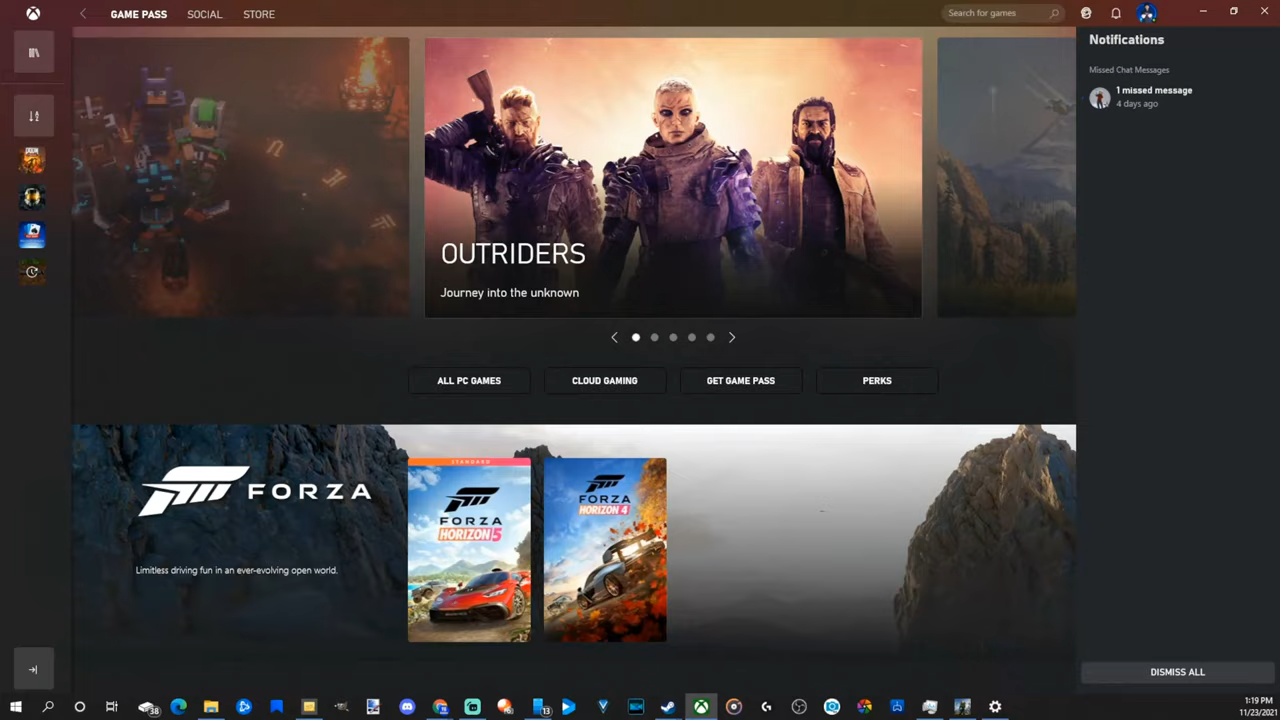 GAME PASS
SOCIAL
STORE
Search for games
Notifications
Missed Chat Messages
1 missed message
4 days ago
OUTRIDERS
Journey into the unknown
ALL PC GAMES
CLOUD GAMING
GET GAME PASS
PERKS
FORZA
Limitless driving fun in an ever-evolving open world.
STANDARD
FORZA
HORIZON 5
FORZA
HORIZON 4
DISMISS ALL
38
13
1:19 PM
11/23/2021